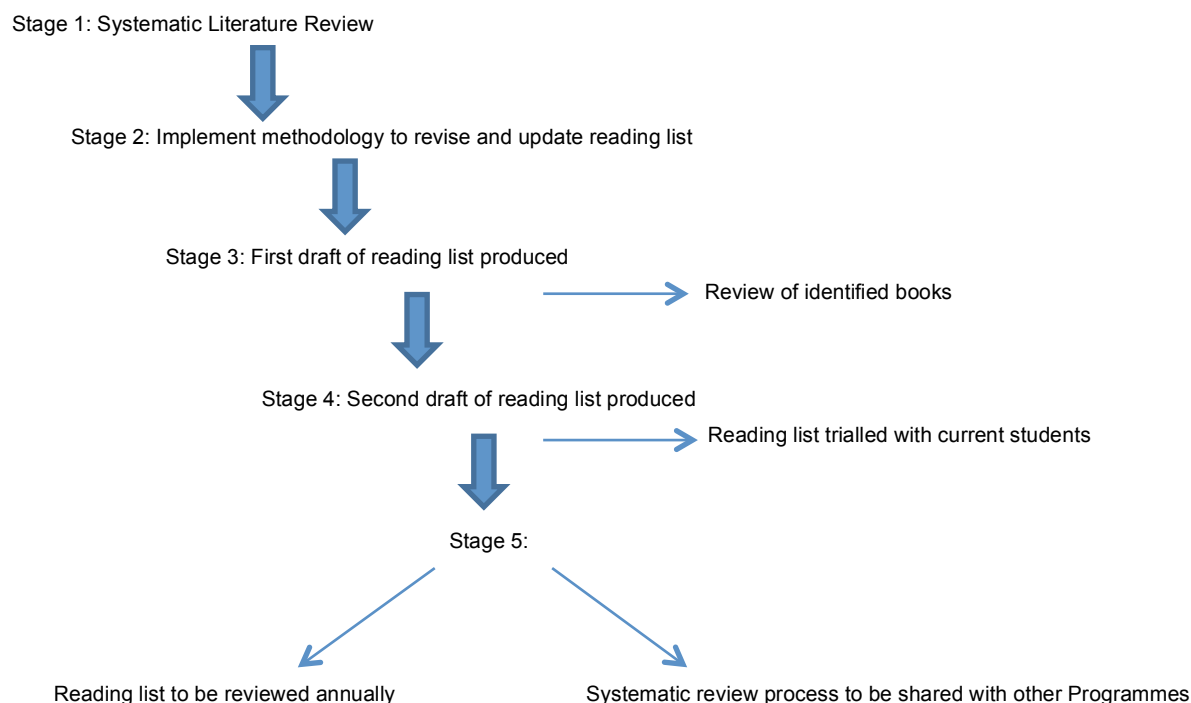 Stage 1: Systematic Literature Review
Stage 2: Implement methodology to revise and update reading list
Stage 3: First draft of reading list produced
Review of identified books
Stage 4: Second draft of reading list produced
Reading list trialled with current students
Stage 5:
Reading list to be reviewed annually
Systematic review process to be shared with other Programmes